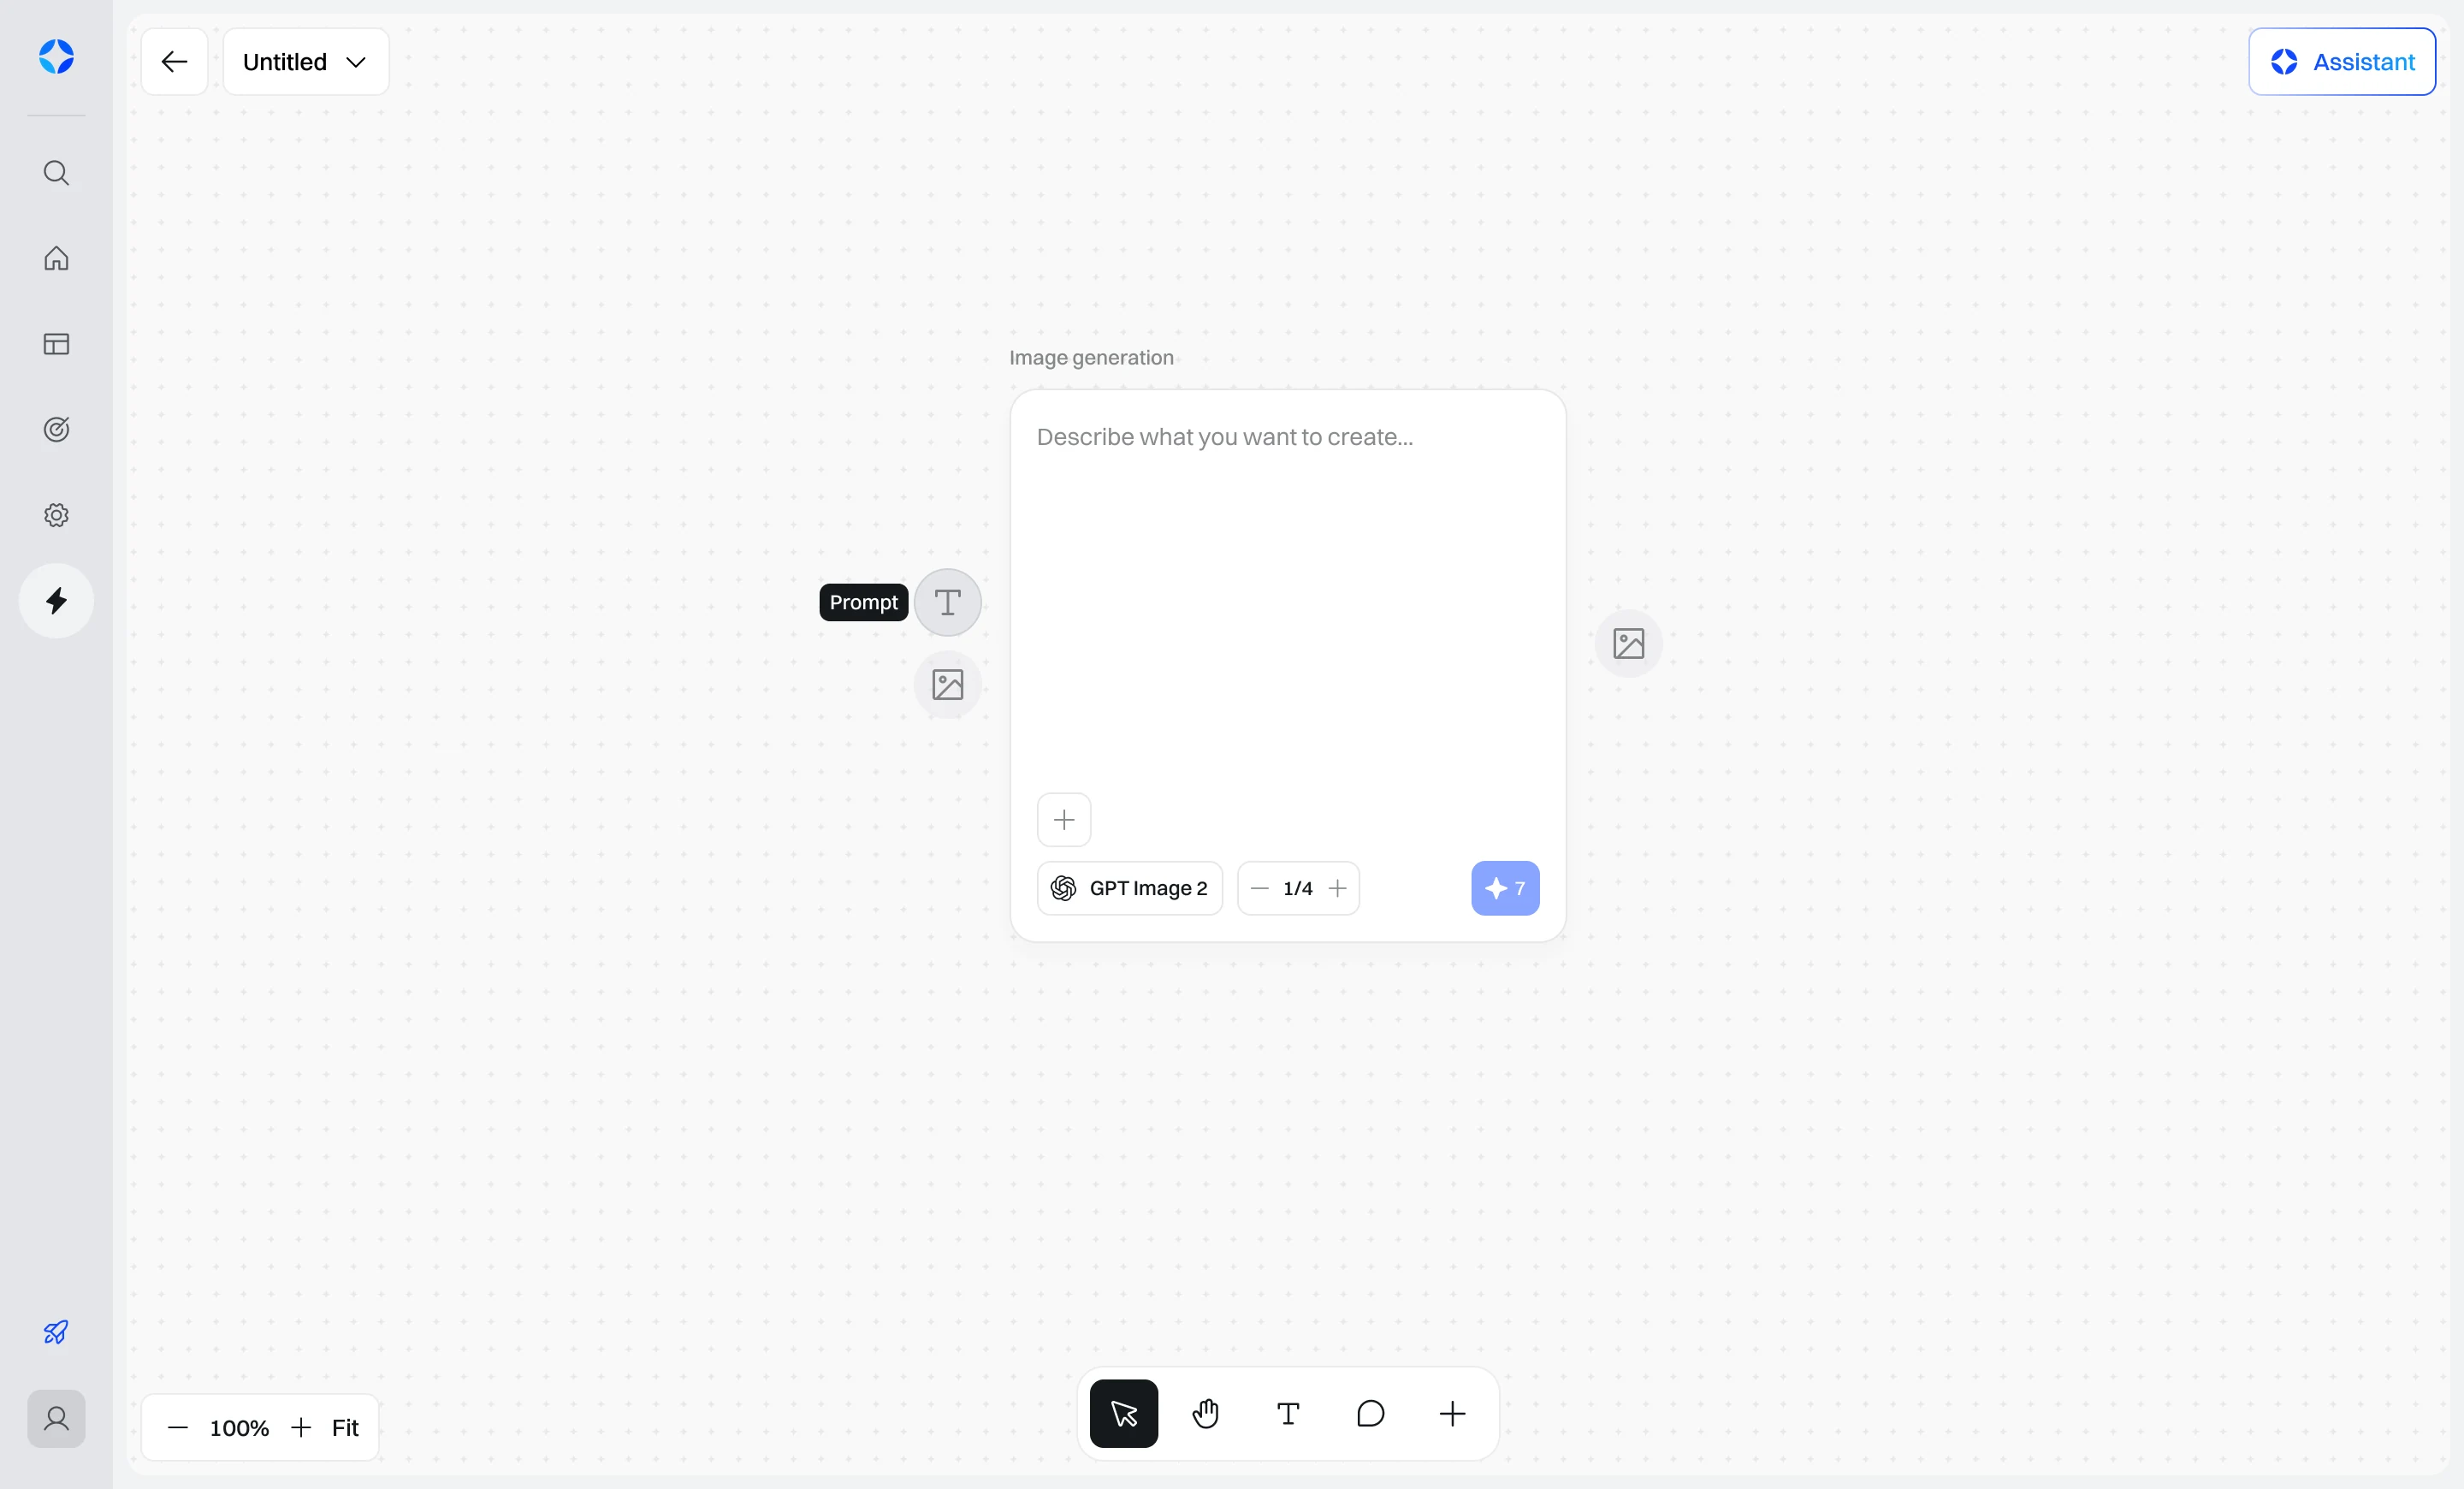 Untitled
Assistant
Image generation
Describe what you want to create...
Prompt
GPT Image 2
1/4
7
100%
Fit